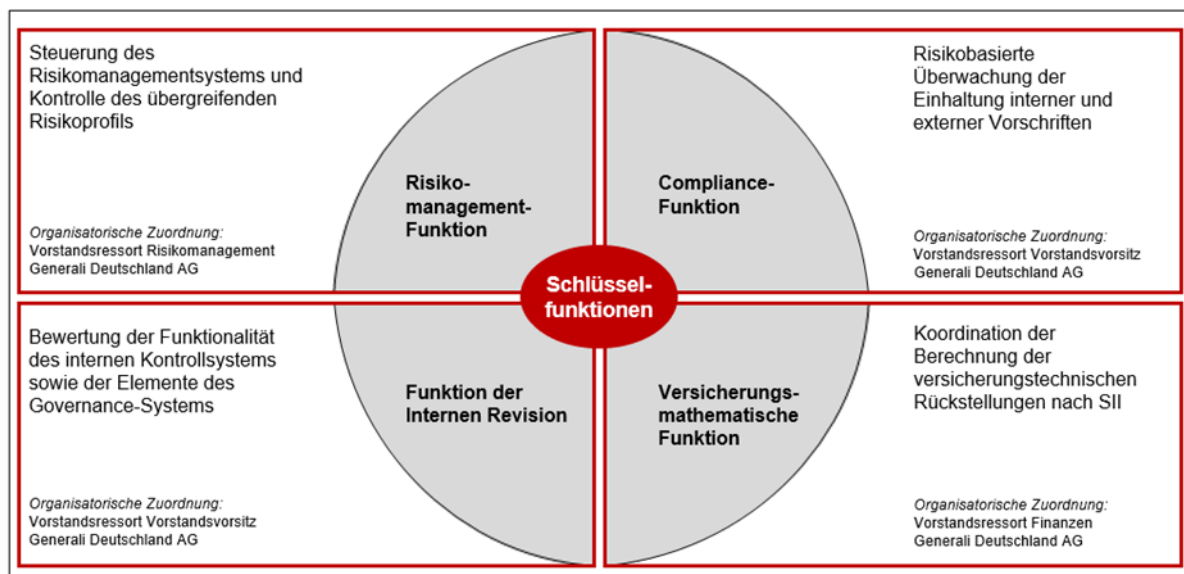 Steuerung des
Risikomanagementsystems und
Kontrolle des übergreifenden
Risikoprofils
Organisatorische Zuordnung:
Vorstandsressort Risikomanagement
Generali Deutschland AG
Risiko-
management-
Funktion
Compliance-
Funktion
Risikobasierte
Überwachung der
Einhaltung interner und
externer Vorschriften
Organisatorische Zuordnung:
Vorstandsressort Vorstandsvorsitz
Generali Deutschland AG
Schlüssel-
funktionen
Bewertung der Funktionalität
des internen Kontrollsystems
sowie der Elemente des
Governance-Systems
Organisatorische Zuordnung:
Vorstandsressort Vorstandsvorsitz
Generali Deutschland AG
Funktion der
Internen Revision
Versicherungs-
mathematische
Funktion
Koordination der
Berechnung der
versicherungstechnischen
Rückstellungen nach SII
Organisatorische Zuordnung:
Vorstandsressort Finanzen
Generali Deutschland AG